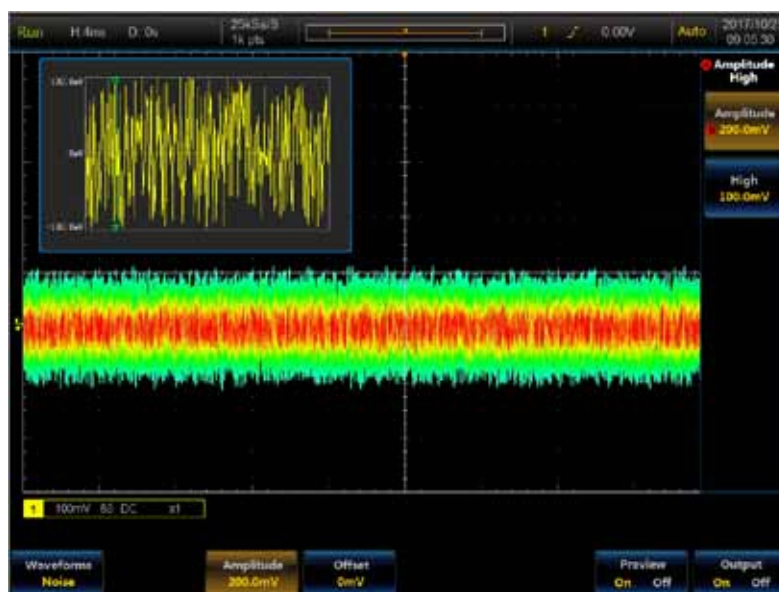 Run H 4ms D: 0s 25kSa/S 1 0.00V Auto 2017/10/2
1k pts 09:05:30
Amplitude
High
Amplitude
200.0mV
High
100.0mV
1 100mV DC x1
Waveforms Amplitude Offset Preview Output
Noise 200.0mV 0mV On Off On Off